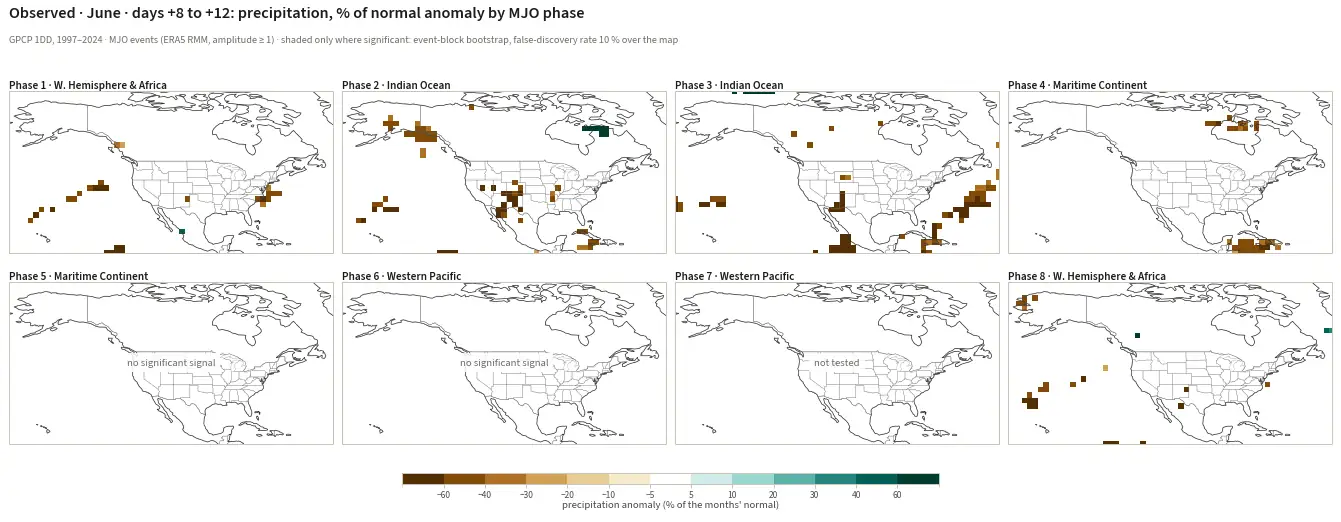 Observed · June · days +8 to +12: precipitation, % of normal anomaly by MJO phase
GPCP 1DD, 1997–2024 · MJO events (ERA5 RMM, amplitude ≥ 1) · shaded only where significant: event-block bootstrap, false-discovery rate 10 % over the map
Phase 1 · W. Hemisphere & Africa
Phase 2 · Indian Ocean
Phase 3 · Indian Ocean
Phase 4 · Maritime Continent
Phase 5 · Maritime Continent
Phase 6 · Western Pacific
Phase 7 · Western Pacific
Phase 8 · W. Hemisphere & Africa
no significant signal
no significant signal
not tested
−60 −40 −30 −20 −10 −5 5 10 20 30 40 60
precipitation anomaly (% of the months' normal)